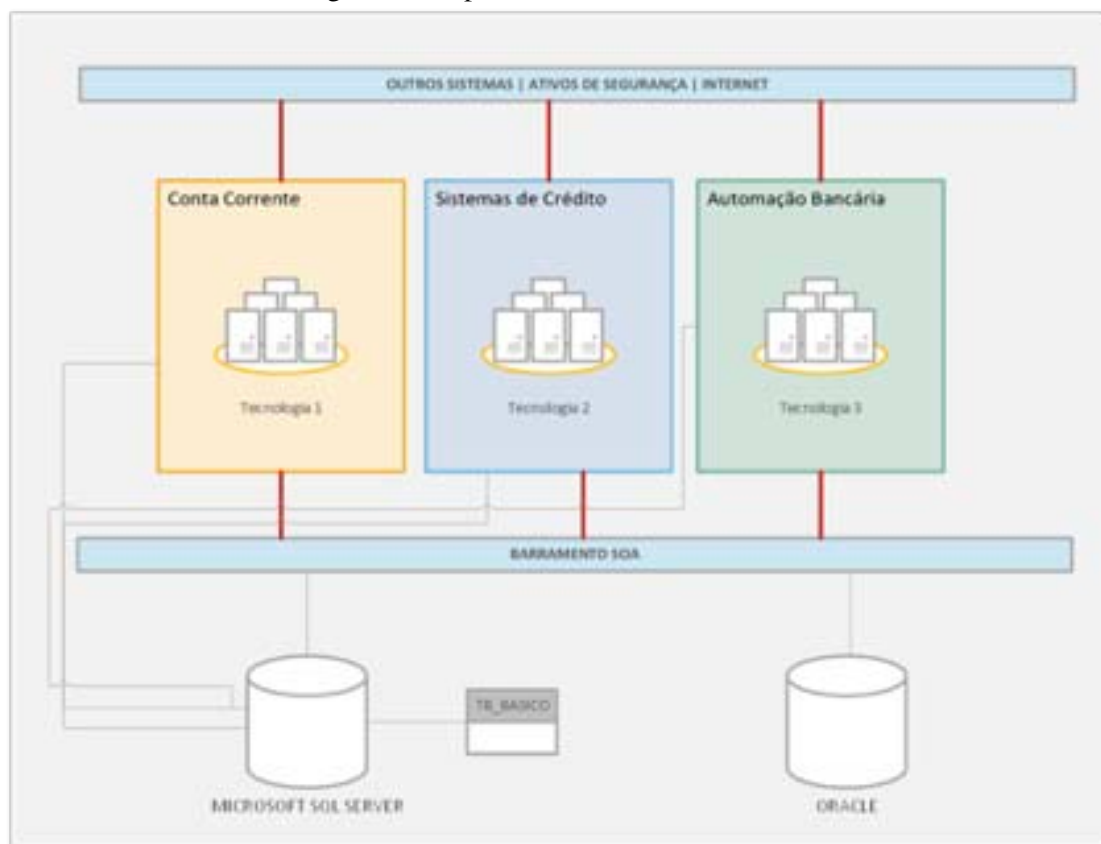 OUTROS SISTEMAS | ATIVOS DE SEGURANÇA | INTERNET
Conta Corrente
Sistemas de Crédito
Automação Bancária
Tecnologia 1
Tecnologia 2
Tecnologia 3
BARRAMENTO SOA
TB_BASICO
MICROSOFT SQL SERVER
ORACLE